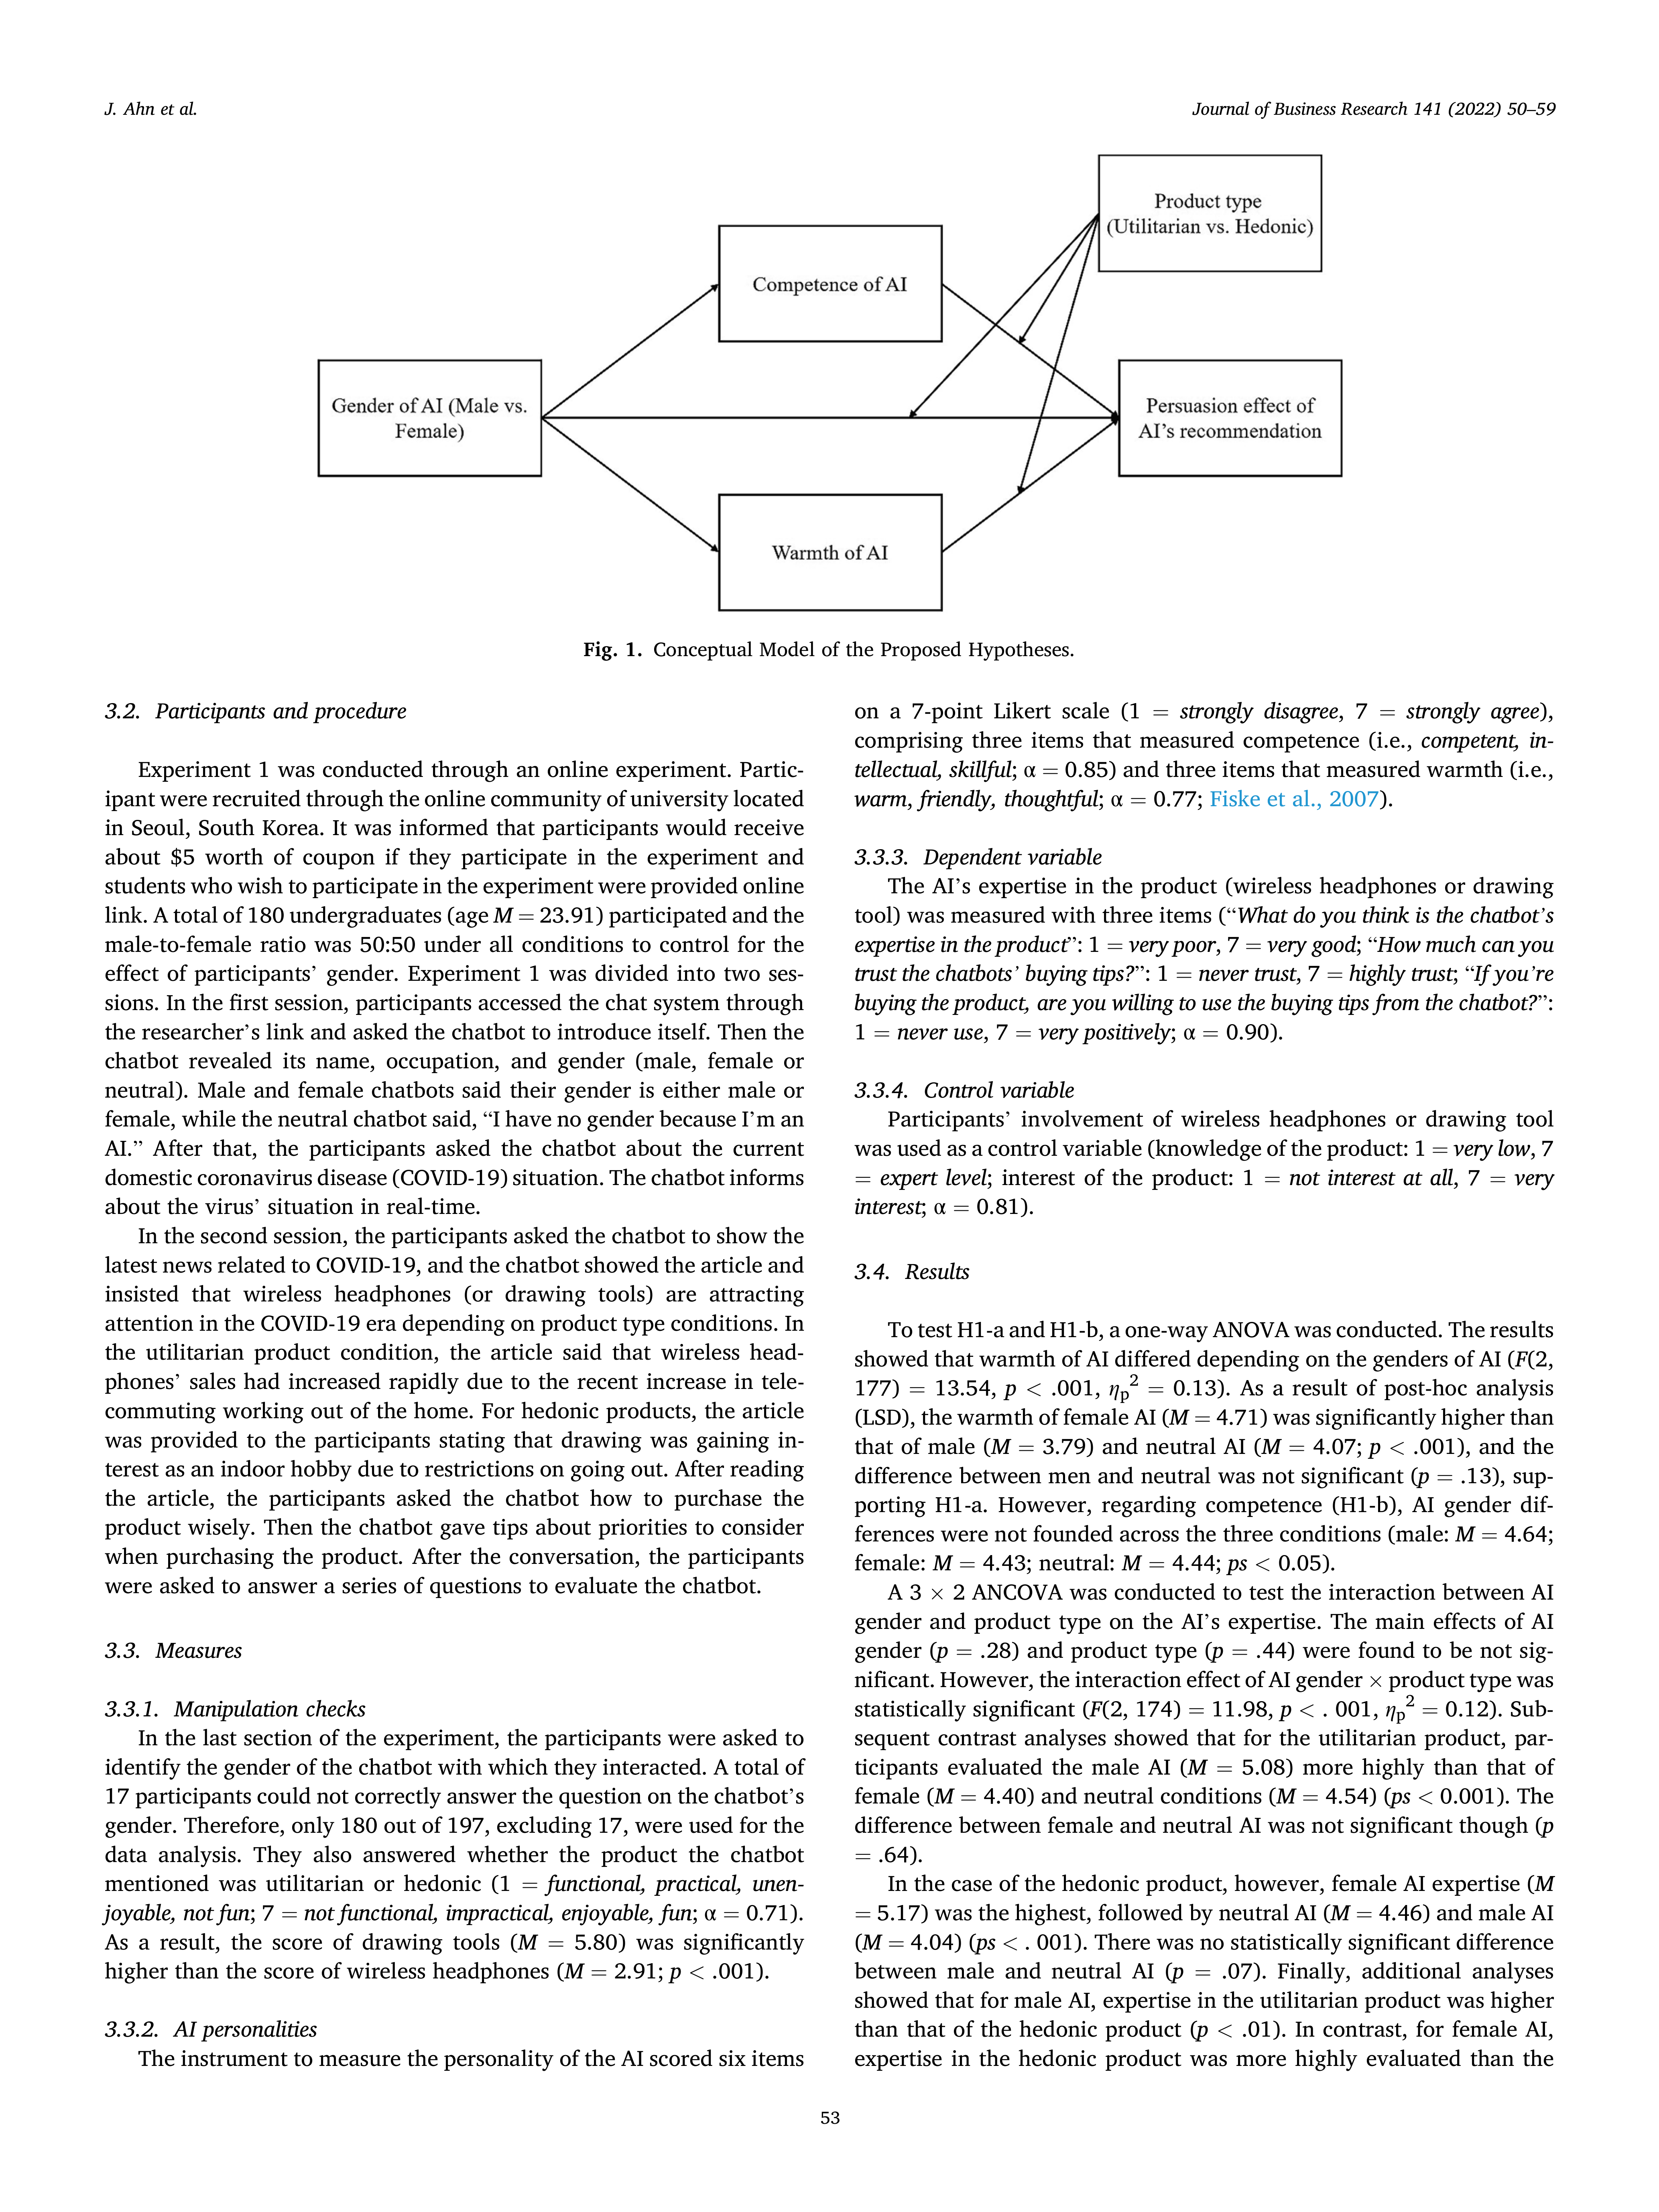 J. Ahn et al.
Journal of Business Research 141 (2022) 50–59
Product type
(Utilitarian vs. Hedonic)
Competence of AI
Gender of AI (Male vs.
Female)
Persuasion effect of
AI's recommendation
Warmth of AI
Fig. 1. Conceptual Model of the Proposed Hypotheses.
3.2. Participants and procedure
Experiment 1 was conducted through an online experiment. Partic-
ipant were recruited through the online community of university located
in Seoul, South Korea. It was informed that participants would receive
about $5 worth of coupon if they participate in the experiment and
students who wish to participate in the experiment were provided online
link. A total of 180 undergraduates (age M = 23.91) participated and the
male-to-female ratio was 50:50 under all conditions to control for the
effect of participants' gender. Experiment 1 was divided into two ses-
sions. In the first session, participants accessed the chat system through
the researcher's link and asked the chatbot to introduce itself. Then the
chatbot revealed its name, occupation, and gender (male, female or
neutral). Male and female chatbots said their gender is either male or
female, while the neutral chatbot said, “I have no gender because I'm an
AI.” After that, the participants asked the chatbot about the current
domestic coronavirus disease (COVID-19) situation. The chatbot informs
about the virus' situation in real-time.
In the second session, the participants asked the chatbot to show the
latest news related to COVID-19, and the chatbot showed the article and
insisted that wireless headphones (or drawing tools) are attracting
attention in the COVID-19 era depending on product type conditions. In
the utilitarian product condition, the article said that wireless head-
phones' sales had increased rapidly due to the recent increase in tele-
commuting working out of the home. For hedonic products, the article
was provided to the participants stating that drawing was gaining in-
terest as an indoor hobby due to restrictions on going out. After reading
the article, the participants asked the chatbot how to purchase the
product wisely. Then the chatbot gave tips about priorities to consider
when purchasing the product. After the conversation, the participants
were asked to answer a series of questions to evaluate the chatbot.
3.3. Measures
3.3.1. Manipulation checks
In the last section of the experiment, the participants were asked to
identify the gender of the chatbot with which they interacted. A total of
17 participants could not correctly answer the question on the chatbot's
gender. Therefore, only 180 out of 197, excluding 17, were used for the
data analysis. They also answered whether the product the chatbot
mentioned was utilitarian or hedonic (1 = functional, practical, unen-
joyable, not fun; 7 = not functional, impractical, enjoyable, fun; α = 0.71).
As a result, the score of drawing tools (M = 5.80) was significantly
higher than the score of wireless headphones (M = 2.91; p < .001).
3.3.2. AI personalities
The instrument to measure the personality of the AI scored six items
on a 7-point Likert scale (1 = strongly disagree, 7 = strongly agree),
comprising three items that measured competence (i.e., competent, in-
tellectual, skillful; α = 0.85) and three items that measured warmth (i.e.,
warm, friendly, thoughtful; α = 0.77; Fiske et al., 2007).
3.3.3. Dependent variable
The AI's expertise in the product (wireless headphones or drawing
tool) was measured with three items (“What do you think is the chatbot's
expertise in the product”: 1 = very poor, 7 = very good; “How much can you
trust the chatbots' buying tips?”: 1 = never trust, 7 = highly trust; “If you're
buying the product, are you willing to use the buying tips from the chatbot?”:
1 = never use, 7 = very positively; α = 0.90).
3.3.4. Control variable
Participants' involvement of wireless headphones or drawing tool
was used as a control variable (knowledge of the product: 1 = very low, 7
= expert level; interest of the product: 1 = not interest at all, 7 = very
interest; α = 0.81).
3.4. Results
To test H1-a and H1-b, a one-way ANOVA was conducted. The results
showed that warmth of AI differed depending on the genders of AI (F(2,
177) = 13.54, p < .001, ηp² = 0.13). As a result of post-hoc analysis
(LSD), the warmth of female AI (M = 4.71) was significantly higher than
that of male (M = 3.79) and neutral AI (M = 4.07; p < .001), and the
difference between men and neutral was not significant (p = .13), sup-
porting H1-a. However, regarding competence (H1-b), AI gender dif-
ferences were not founded across the three conditions (male: M = 4.64;
female: M = 4.43; neutral: M = 4.44; ps < 0.05).
A 3 × 2 ANCOVA was conducted to test the interaction between AI
gender and product type on the AI's expertise. The main effects of AI
gender (p = .28) and product type (p = .44) were found to be not sig-
nificant. However, the interaction effect of AI gender × product type was
statistically significant (F(2, 174) = 11.98, p < . 001, ηp² = 0.12). Sub-
sequent contrast analyses showed that for the utilitarian product, par-
ticipants evaluated the male AI (M = 5.08) more highly than that of
female (M = 4.40) and neutral conditions (M = 4.54) (ps < 0.001). The
difference between female and neutral AI was not significant though (p
= .64).
In the case of the hedonic product, however, female AI expertise (M
= 5.17) was the highest, followed by neutral AI (M = 4.46) and male AI
(M = 4.04) (ps < . 001). There was no statistically significant difference
between male and neutral AI (p = .07). Finally, additional analyses
showed that for male AI, expertise in the utilitarian product was higher
than that of the hedonic product (p < .01). In contrast, for female AI,
expertise in the hedonic product was more highly evaluated than the
53